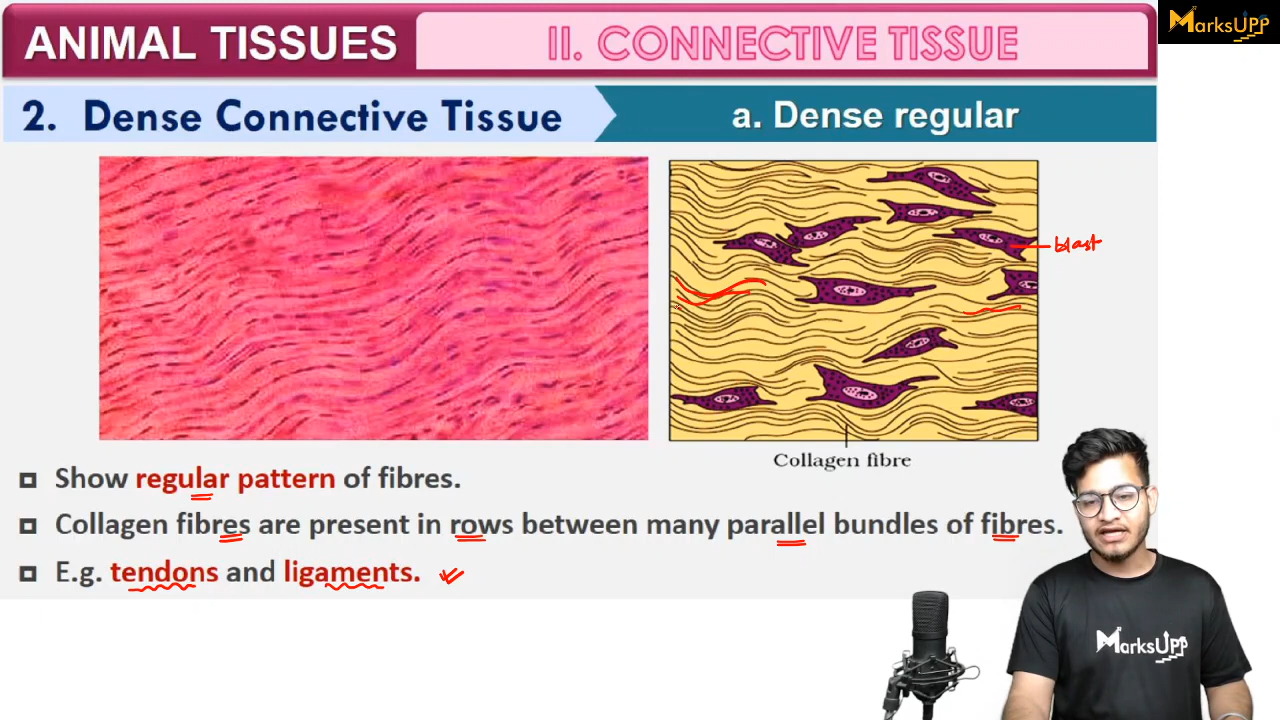 ANIMAL TISSUES
II. CONNECTIVE TISSUE
MarksUPP
2. Dense Connective Tissue
a. Dense regular
blast
Collagen fibre
Show regular pattern of fibres.
Collagen fibres are present in rows between many parallel bundles of fibres.
E.g. tendons and ligaments.
MarksUPP